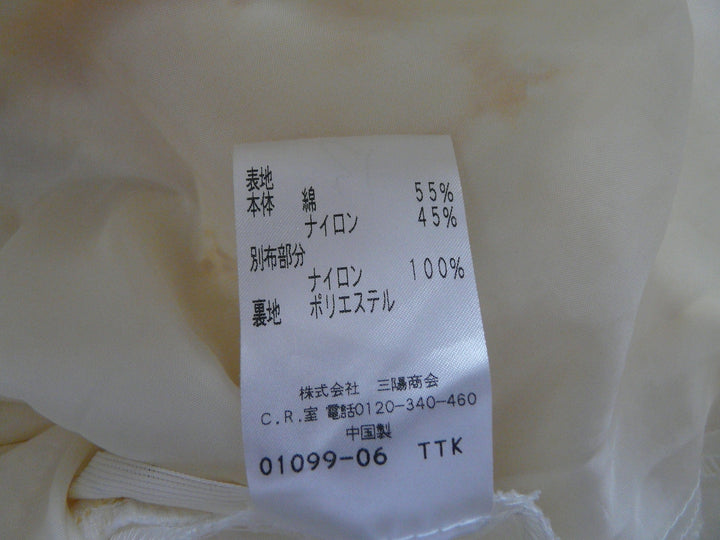 表地
本体 綿 55%
ナイロン 45%
別布部分
ナイロン 100%
裏地 ポリエステル
株式会社 三陽商会
C.R.室 電話0120-340-460
中国製
01099-06 TTK